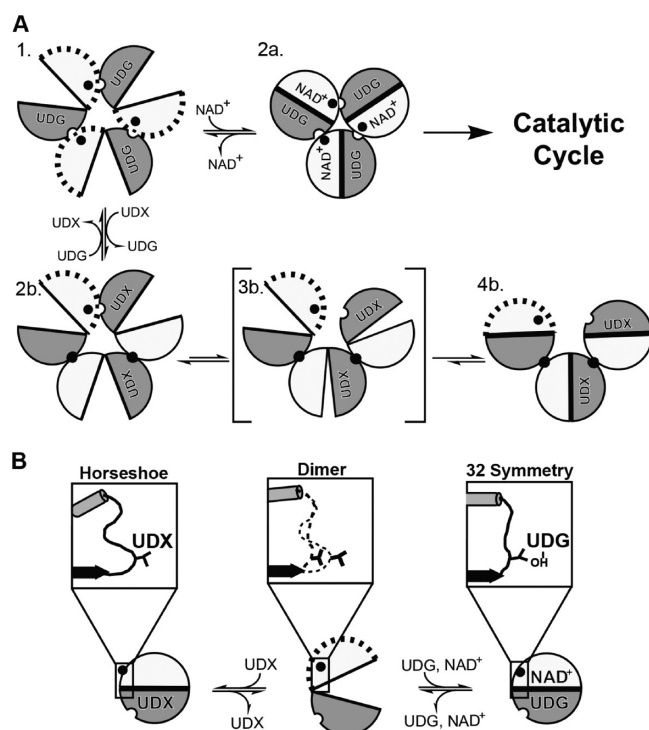 A
1.
2a.
UDG
UDG
UDG
NAD+
NAD+
NAD+
UDG
NAD+
UDG
NAD+
UDG
Catalytic
Cycle
UDX
UDX
UDG
UDG
2b.
UDX
UDX
3b.
UDX
UDX
4b.
UDX
UDX
B
Horseshoe
Dimer
32 Symmetry
UDX
UDG
OH
UDX
UDX
UDX
UDG, NAD+
UDG, NAD+
NAD+
UDG